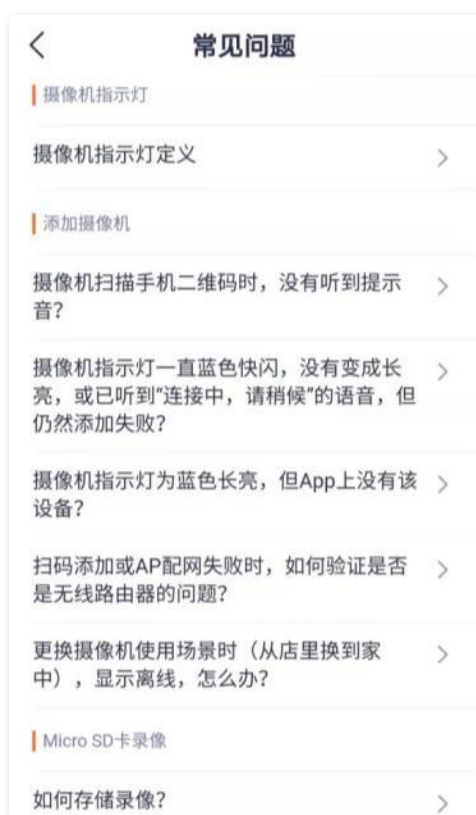 常见问题
摄像机指示灯
摄像机指示灯定义
添加摄像机
摄像机扫描手机二维码时，没有听到提示
音？
摄像机指示灯一直蓝色快闪，没有变成长
亮，或已听到“连接中，请稍候”的语音，但
仍然添加失败？
摄像机指示灯为蓝色长亮，但App上没有该
设备？
扫码添加或AP配网失败时，如何验证是否
是无线路由器的问题？
更换摄像机使用场景时（从店里换到家
中），显示离线，怎么办？
Micro SD卡录像
如何存储录像？